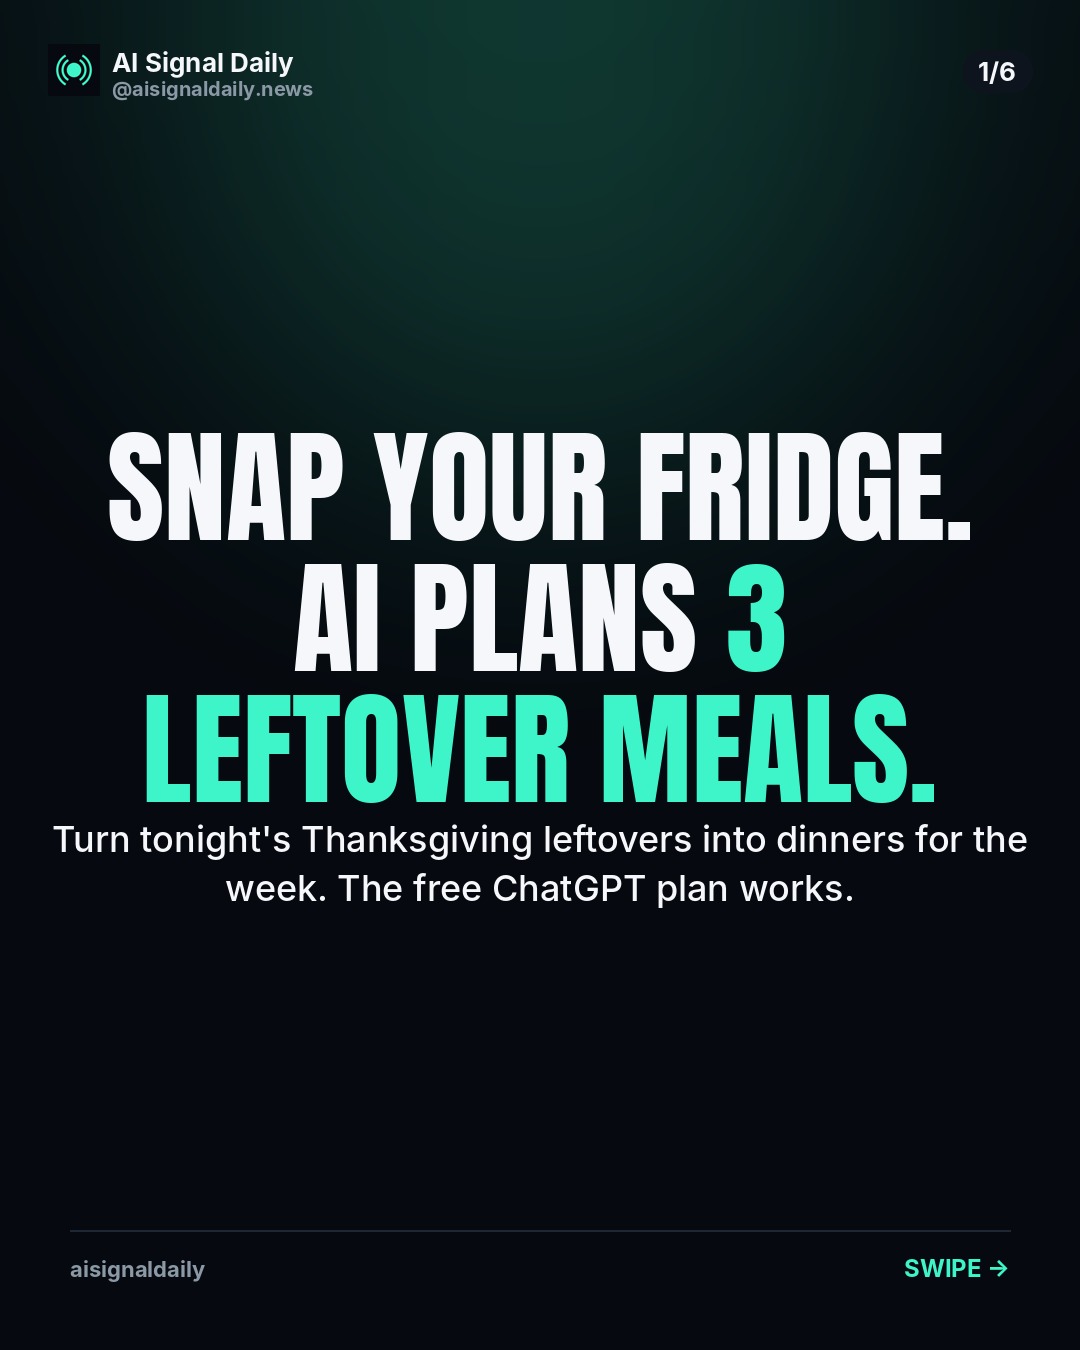 AI Signal Daily
@aisignaldaily.news
1/6
SNAP YOUR FRIDGE.
AI PLANS 3
LEFTOVER MEALS.
Turn tonight's Thanksgiving leftovers into dinners for the
week. The free ChatGPT plan works.
aisignaldaily
SWIPE →